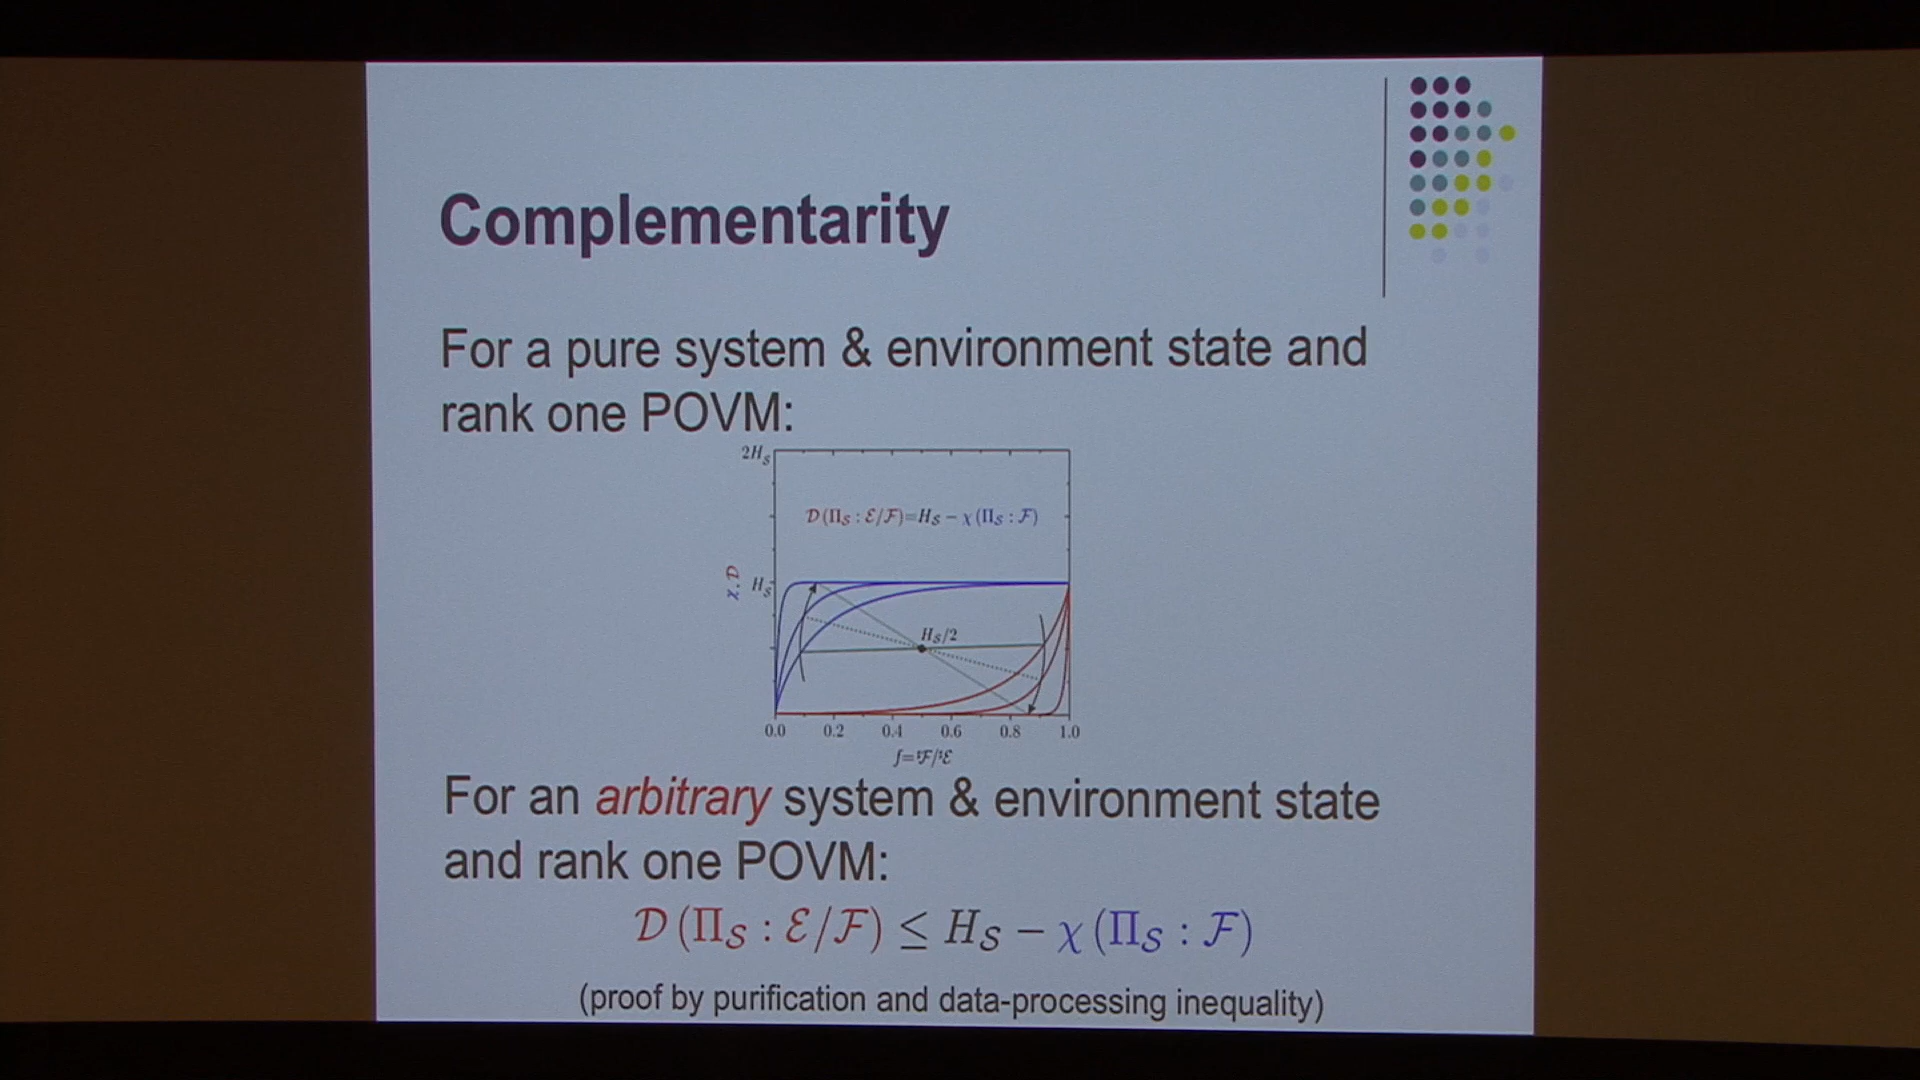 Complementarity
For a pure system & environment state and
rank one POVM:
2H_S
𝒟(Π_S : ℰ/ℱ)=H_S − χ(Π_S : ℱ)
χ, 𝒟
H_S
H_S/2
0.0 0.2 0.4 0.6 0.8 1.0
f=♯ℱ/♯ℰ
For an arbitrary system & environment state
and rank one POVM:
𝒟(Π_S : ℰ/ℱ) ≤ H_S − χ(Π_S : ℱ)
(proof by purification and data-processing inequality)